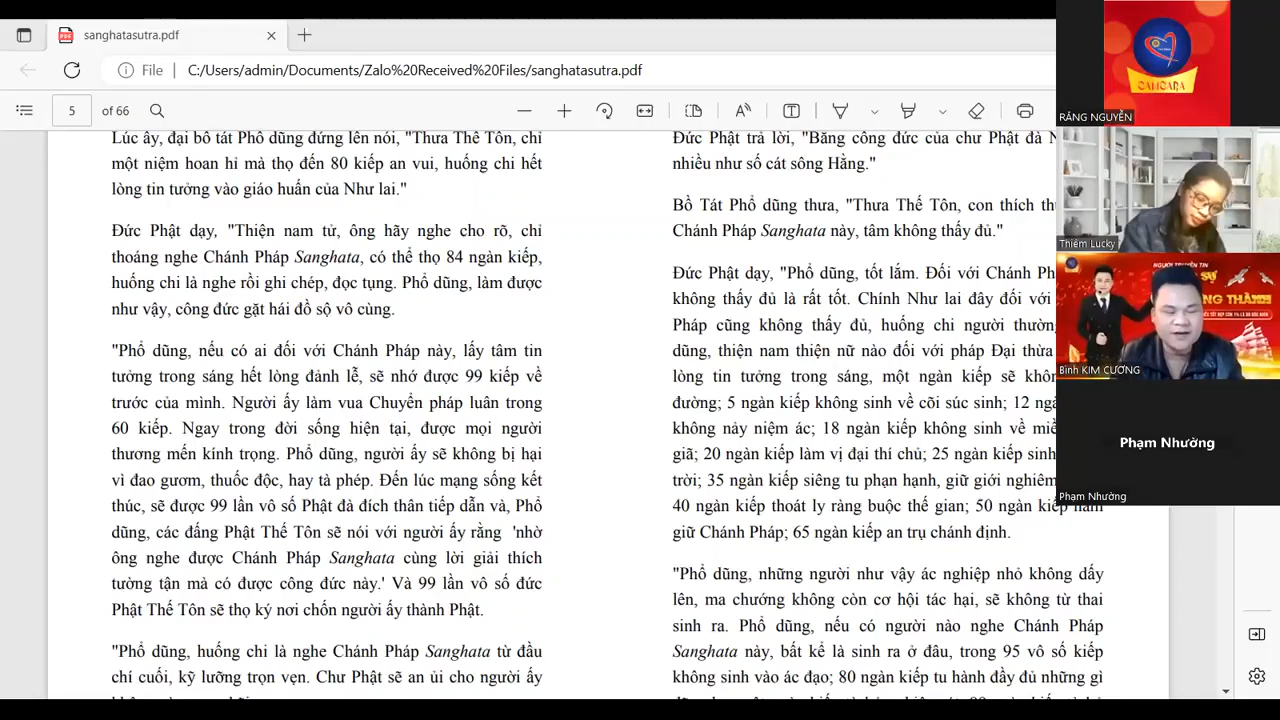 sanghatasutra.pdf
File
C:/Users/admin/Documents/Zalo%20Received%20Files/sanghatasutra.pdf
5 of 66
Lúc ấy, đại bồ tát Phổ dũng đứng lên nói, "Thưa Thế Tôn, chỉ
một niệm hoan hỉ mà thọ đến 80 kiếp an vui, huống chi hết
lòng tin tưởng vào giáo huấn của Như lai."
Đức Phật dạy, "Thiện nam tử, ông hãy nghe cho rõ, chỉ
thoáng nghe Chánh Pháp Sanghata, có thể thọ 84 ngàn kiếp,
huống chi là nghe rồi ghi chép, đọc tụng. Phổ dũng, làm được
như vậy, công đức gặt hái đồ sộ vô cùng.
"Phổ dũng, nếu có ai đối với Chánh Pháp này, lấy tâm tin
tưởng trong sáng hết lòng đảnh lễ, sẽ nhớ được 99 kiếp về
trước của mình. Người ấy làm vua Chuyển pháp luân trong
60 kiếp. Ngay trong đời sống hiện tại, được mọi người
thương mến kính trọng. Phổ dũng, người ấy sẽ không bị hại
vì đao gươm, thuốc độc, hay tà phép. Đến lúc mạng sống kết
thúc, sẽ được 99 lần vô số Phật đà đích thân tiếp dẫn và, Phổ
dũng, các đấng Phật Thế Tôn sẽ nói với người ấy rằng 'nhờ
ông nghe được Chánh Pháp Sanghata cùng lời giải thích
tường tận mà có được công đức này.' Và 99 lần vô số đức
Phật Thế Tôn sẽ thọ ký nơi chốn người ấy thành Phật.
"Phổ dũng, huống chi là nghe Chánh Pháp Sanghata từ đầu
chí cuối, kỹ lưỡng trọn vẹn. Chư Phật sẽ an ủi cho người ấy
Đức Phật trả lời, "Bằng công đức của chư Phật đà
nhiều như số cát sông Hằng."
Bồ Tát Phổ dũng thưa, "Thưa Thế Tôn, con thích
Chánh Pháp Sanghata này, tâm không thấy đủ."
Đức Phật dạy, "Phổ dũng, tốt lắm. Đối với Chánh
không thấy đủ là rất tốt. Chính Như lai đây đối với
Pháp cũng không thấy đủ, huống chi người thường
dũng, thiện nam thiện nữ nào đối với pháp Đại thừa
lòng tin tưởng trong sáng, một ngàn kiếp sẽ
đường; 5 ngàn kiếp không sinh về cõi súc sinh; 12
không nảy niệm ác; 18 ngàn kiếp không sinh về
giã; 20 ngàn kiếp làm vị đại thí chủ; 25 ngàn kiếp sinh
trời; 35 ngàn kiếp siêng tu phạn hạnh, giữ giới nghiêm
40 ngàn kiếp thoát ly ràng buộc thế gian; 50 ngàn kiếp nắm
giữ Chánh Pháp; 65 ngàn kiếp an trụ chánh định.
"Phổ dũng, những người như vậy ác nghiệp nhỏ không dấy
lên, ma chướng không còn cơ hội tác hại, sẽ không từ thai
sinh ra. Phổ dũng, nếu có người nào nghe Chánh Pháp
Sanghata này, bất kể là sinh ra ở đâu, trong 95 vô số kiếp
không sinh vào ác đạo; 80 ngàn kiếp tu hành đầy đủ những gì
CAMCARA
RĂNG NGUYỄN
Thiêm Lucky
NGƯỜI TRUYỀN TIN
SỰ
Bình KIM CƯƠNG
Phạm Nhường
Phạm Nhường